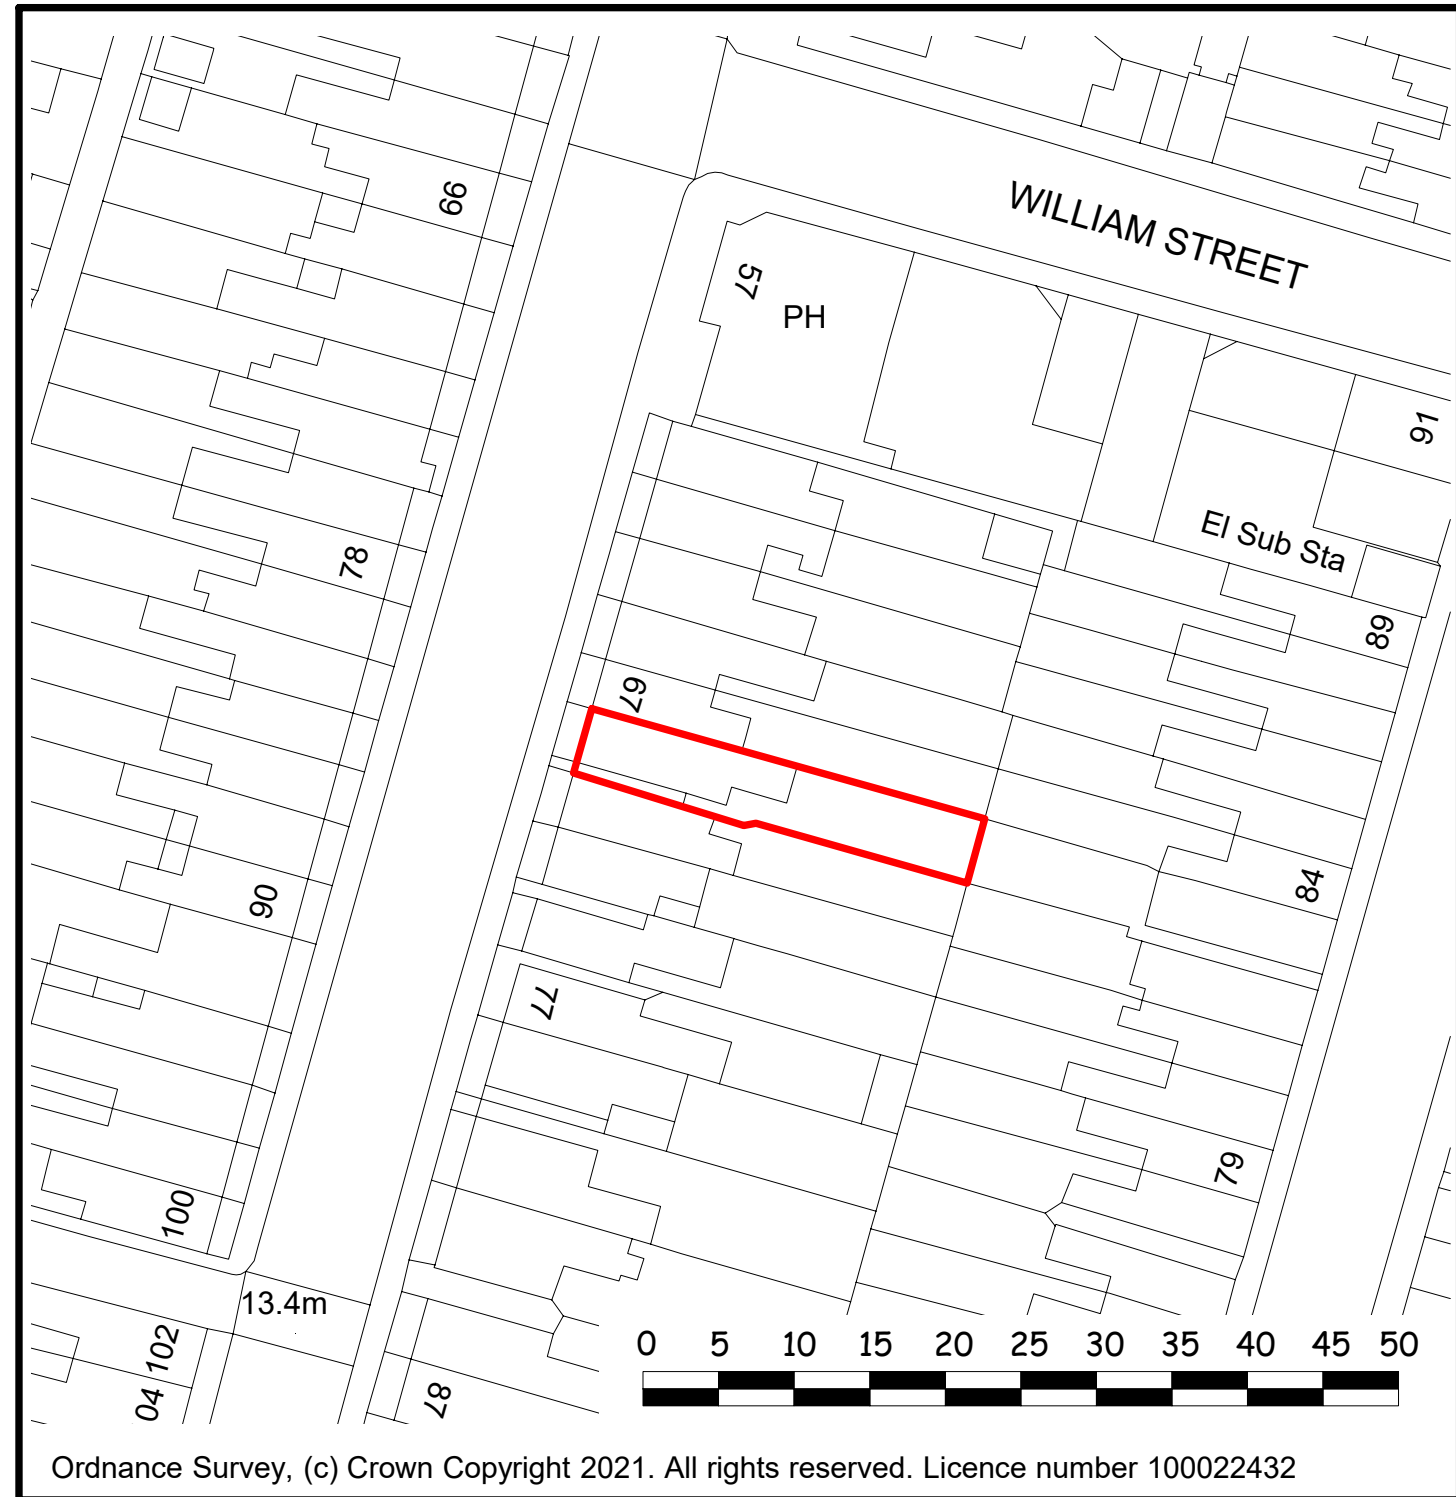 66
WILLIAM STREET
57
PH
91
El Sub Sta
78
89
67
84
90
77
79
100
13.4m
102
04
87
0 5 10 15 20 25 30 35 40 45 50
Ordnance Survey, (c) Crown Copyright 2021. All rights reserved. Licence number 100022432